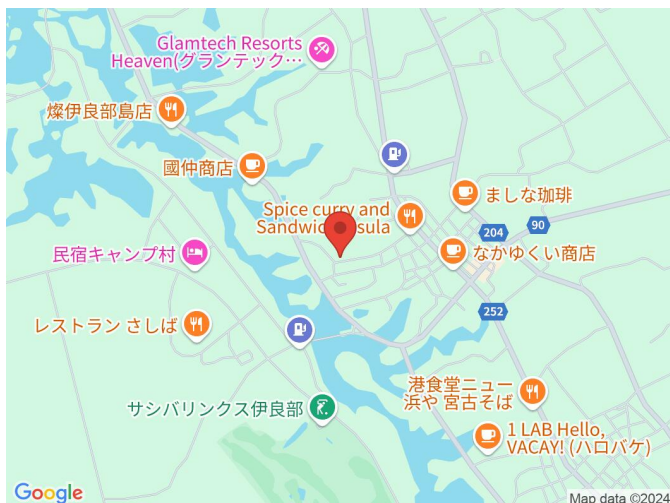 Glamtech Resorts
Heaven(グランテック…
燦伊良部島店
國仲商店
ましな珈琲
Spice curry and
Sandwic
sula
204
90
民宿キャンプ村
なかゆくい商店
252
レストラン さしば
港食堂ニュー
浜や 宮古そば
サシバリンクス伊良部
1 LAB Hello,
VACAY! (ハロバケ)
Google
Map data ©2024